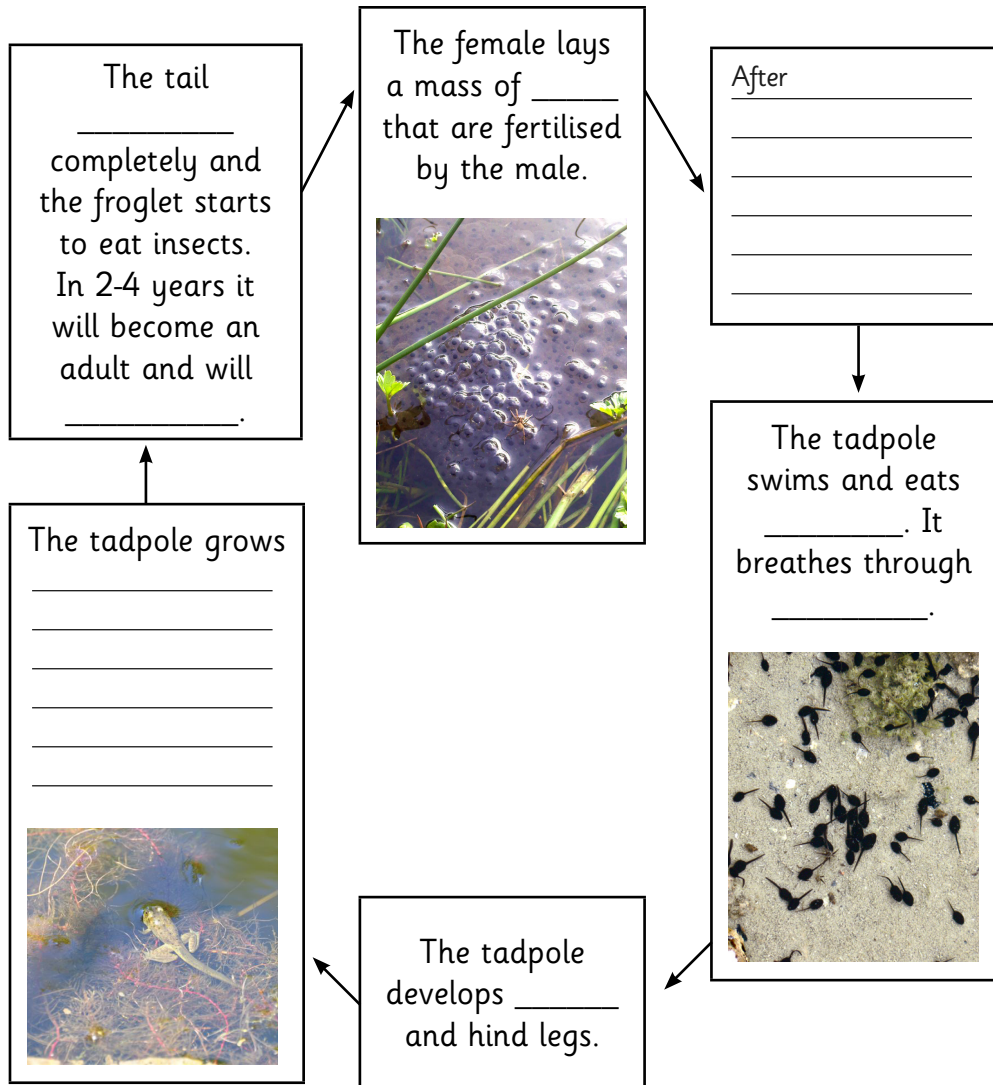 The female lays
a mass of _____
that are fertilised
by the male.
After
The tadpole
swims and eats
________. It
breathes through
_________.
The tadpole
develops ______
and hind legs.
The tadpole grows
The tail
_________
completely and
the froglet starts
to eat insects.
In 2-4 years it
will become an
adult and will
__________.